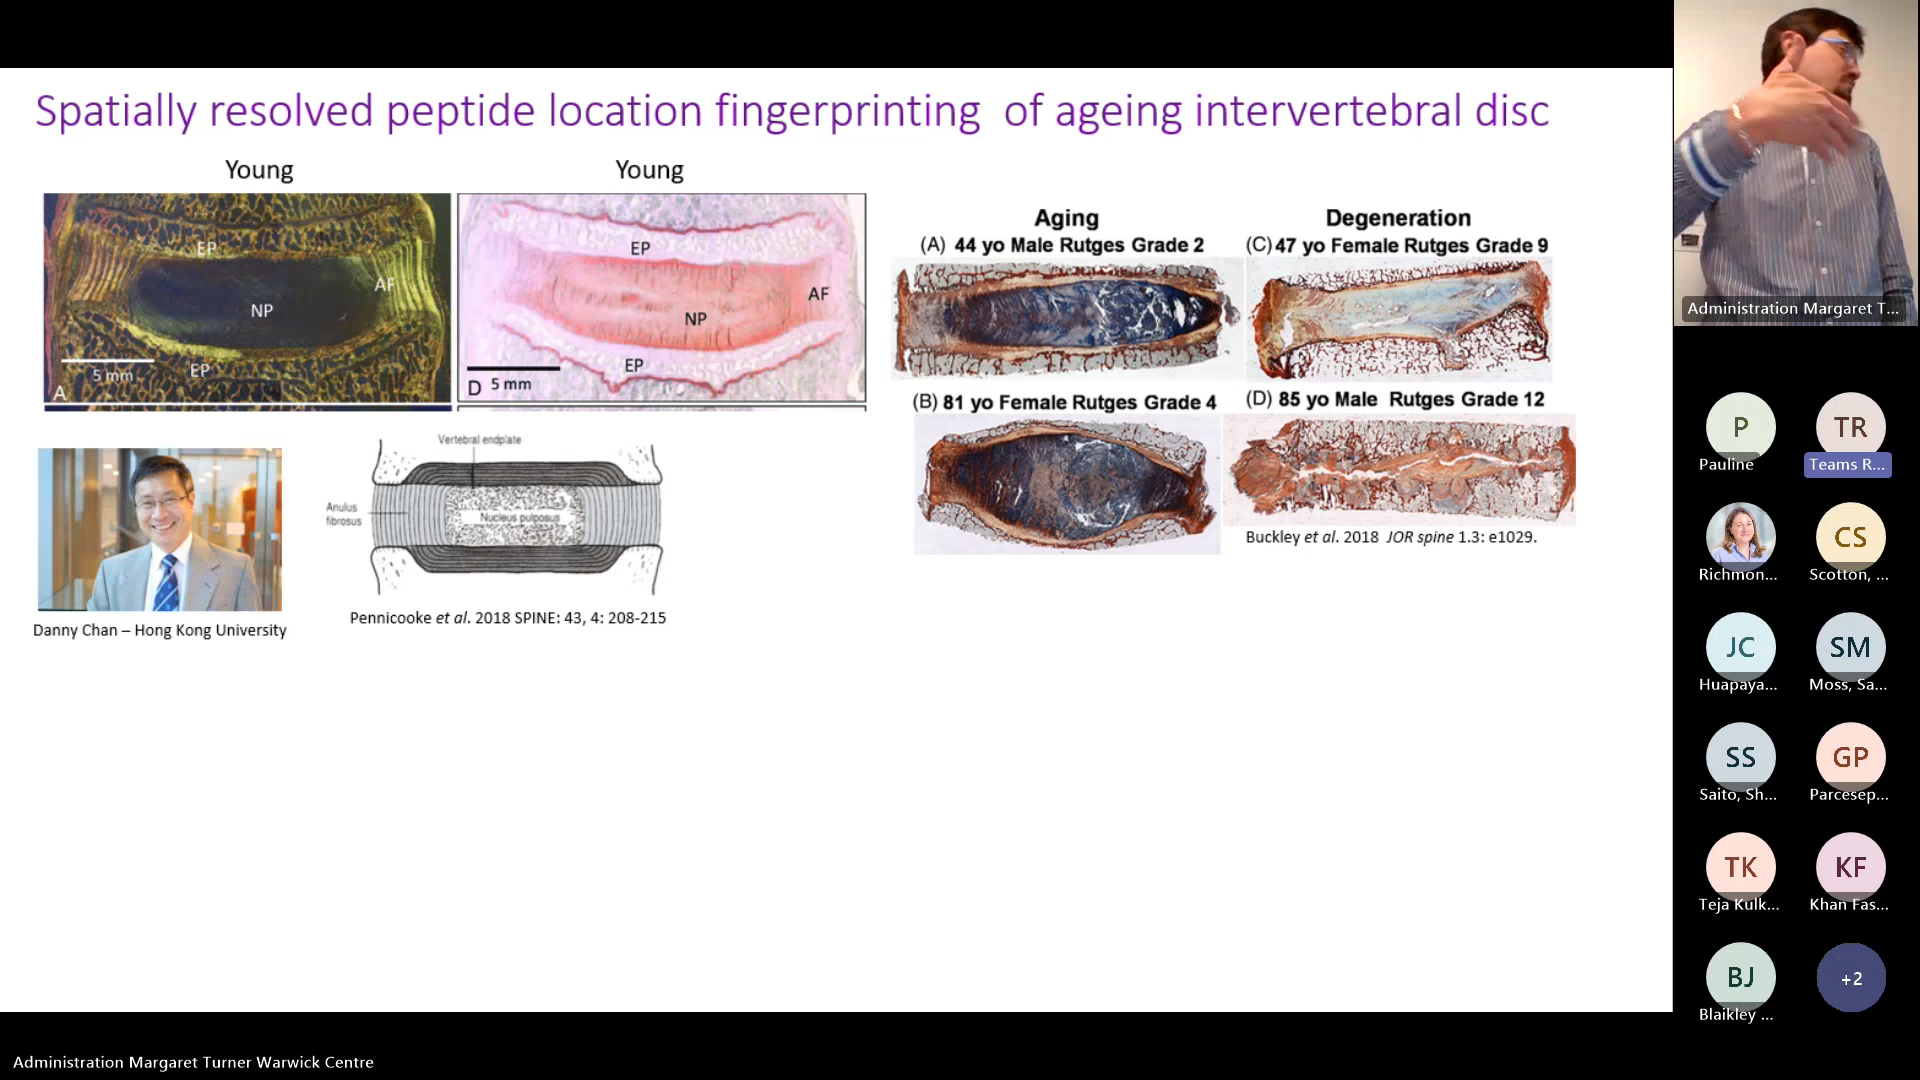 Spatially resolved peptide location fingerprinting of ageing intervertebral disc
Young
Young
EP
AF
NP
EP
5 mm
A
EP
AF
NP
EP
D 5 mm
Aging
Degeneration
(A) 44 yo Male Rutges Grade 2
(C) 47 yo Female Rutges Grade 9
(B) 81 yo Female Rutges Grade 4
(D) 85 yo Male Rutges Grade 12
Buckley et al. 2018 JOR spine 1.3: e1029.
Vertebral endplate
Anulus
fibrosus
Nucleus pulposus
Danny Chan – Hong Kong University
Pennicooke et al. 2018 SPINE: 43, 4: 208-215
Administration Margaret T...
P
Pauline
TR
Teams R...
Richmon...
CS
Scotton, ...
JC
Huapaya...
SM
Moss, Sa...
SS
Saito, Sh...
GP
Parcesep...
TK
Teja Kulk...
KF
Khan Fas...
BJ
Blaikley ...
+2
Administration Margaret Turner Warwick Centre